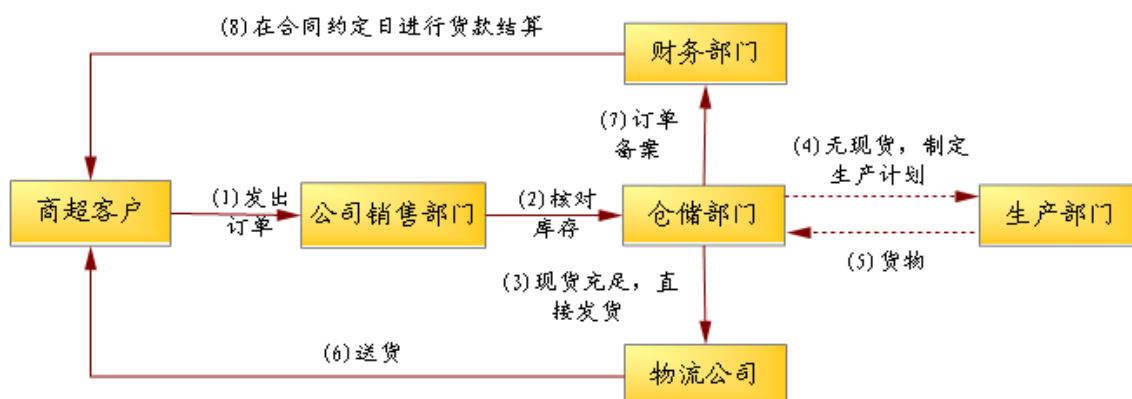 (8)在合同约定日进行货款结算
财务部门
(7)订单
备案
(4)无现货，制定
生产计划
商超客户
(1)发出
订单
公司销售部门
(2)核对
库存
仓储部门
生产部门
(5)货物
(3)现货充足，直
接发货
(6)送货
物流公司